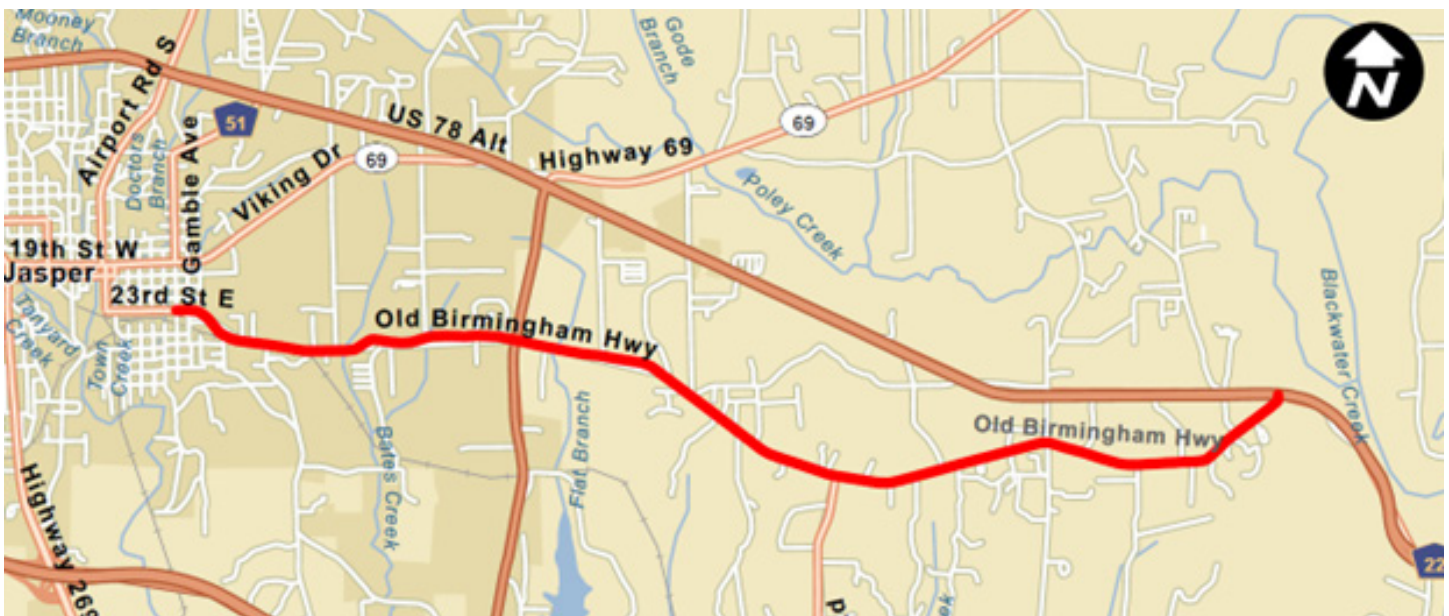 Mooney
Branch
Airport Rd S
Doctors
Branch
Gamble Ave
51
Viking Dr
69
US 78 Alt
Highway 69
69
Gode
Branch
N
Poley Creek
Blackwater Creek
19th St W
Jasper
23rd St E
Tanyard
Creek
Town
Creek
Old Birmingham Hwy
Bates Creek
Flat Branch
Old Birmingham Hwy
Highway 269
22